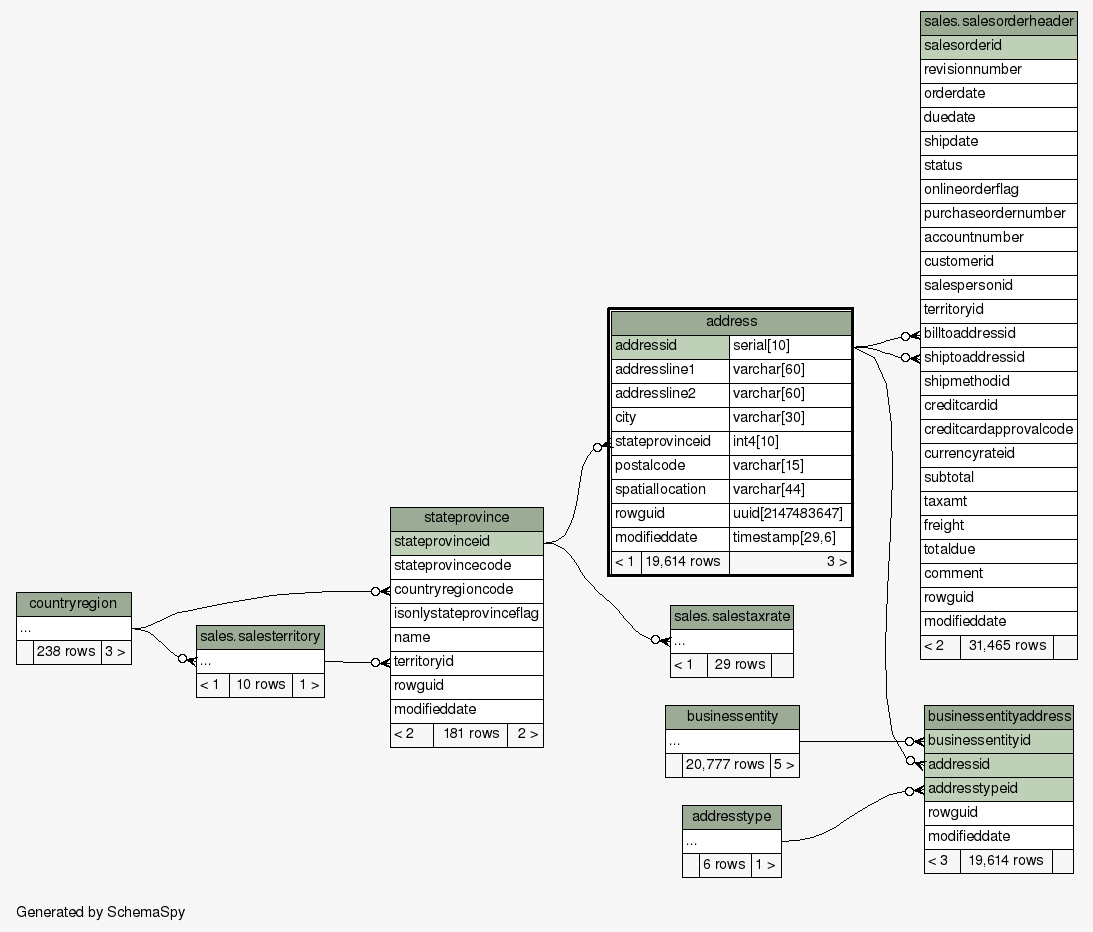 sales.salesorderheader
salesorderid
revisionnumber
orderdate
duedate
shipdate
status
onlineorderflag
purchaseordernumber
accountnumber
customerid
salespersonid
territoryid
billtoaddressid
shiptoaddressid
shipmethodid
creditcardid
creditcardapprovalcode
currencyrateid
subtotal
taxamt
freight
totaldue
comment
rowguid
modifieddate
< 2 31,465 rows
address
addressid serial[10]
addressline1 varchar[60]
addressline2 varchar[60]
city varchar[30]
stateprovinceid int4[10]
postalcode varchar[15]
spatiallocation varchar[44]
rowguid uuid[2147483647]
modifieddate timestamp[29,6]
< 1 19,614 rows 3 >
stateprovince
stateprovinceid
stateprovincecode
countryregioncode
isonlystateprovinceflag
name
territoryid
rowguid
modifieddate
< 2 181 rows 2 >
countryregion
...
238 rows 3 >
sales.salesterritory
...
< 1 10 rows 1 >
sales.salestaxrate
...
< 1 29 rows
businessentity
...
20,777 rows 5 >
addresstype
...
6 rows 1 >
businessentityaddress
businessentityid
addressid
addresstypeid
rowguid
modifieddate
< 3 19,614 rows
Generated by SchemaSpy